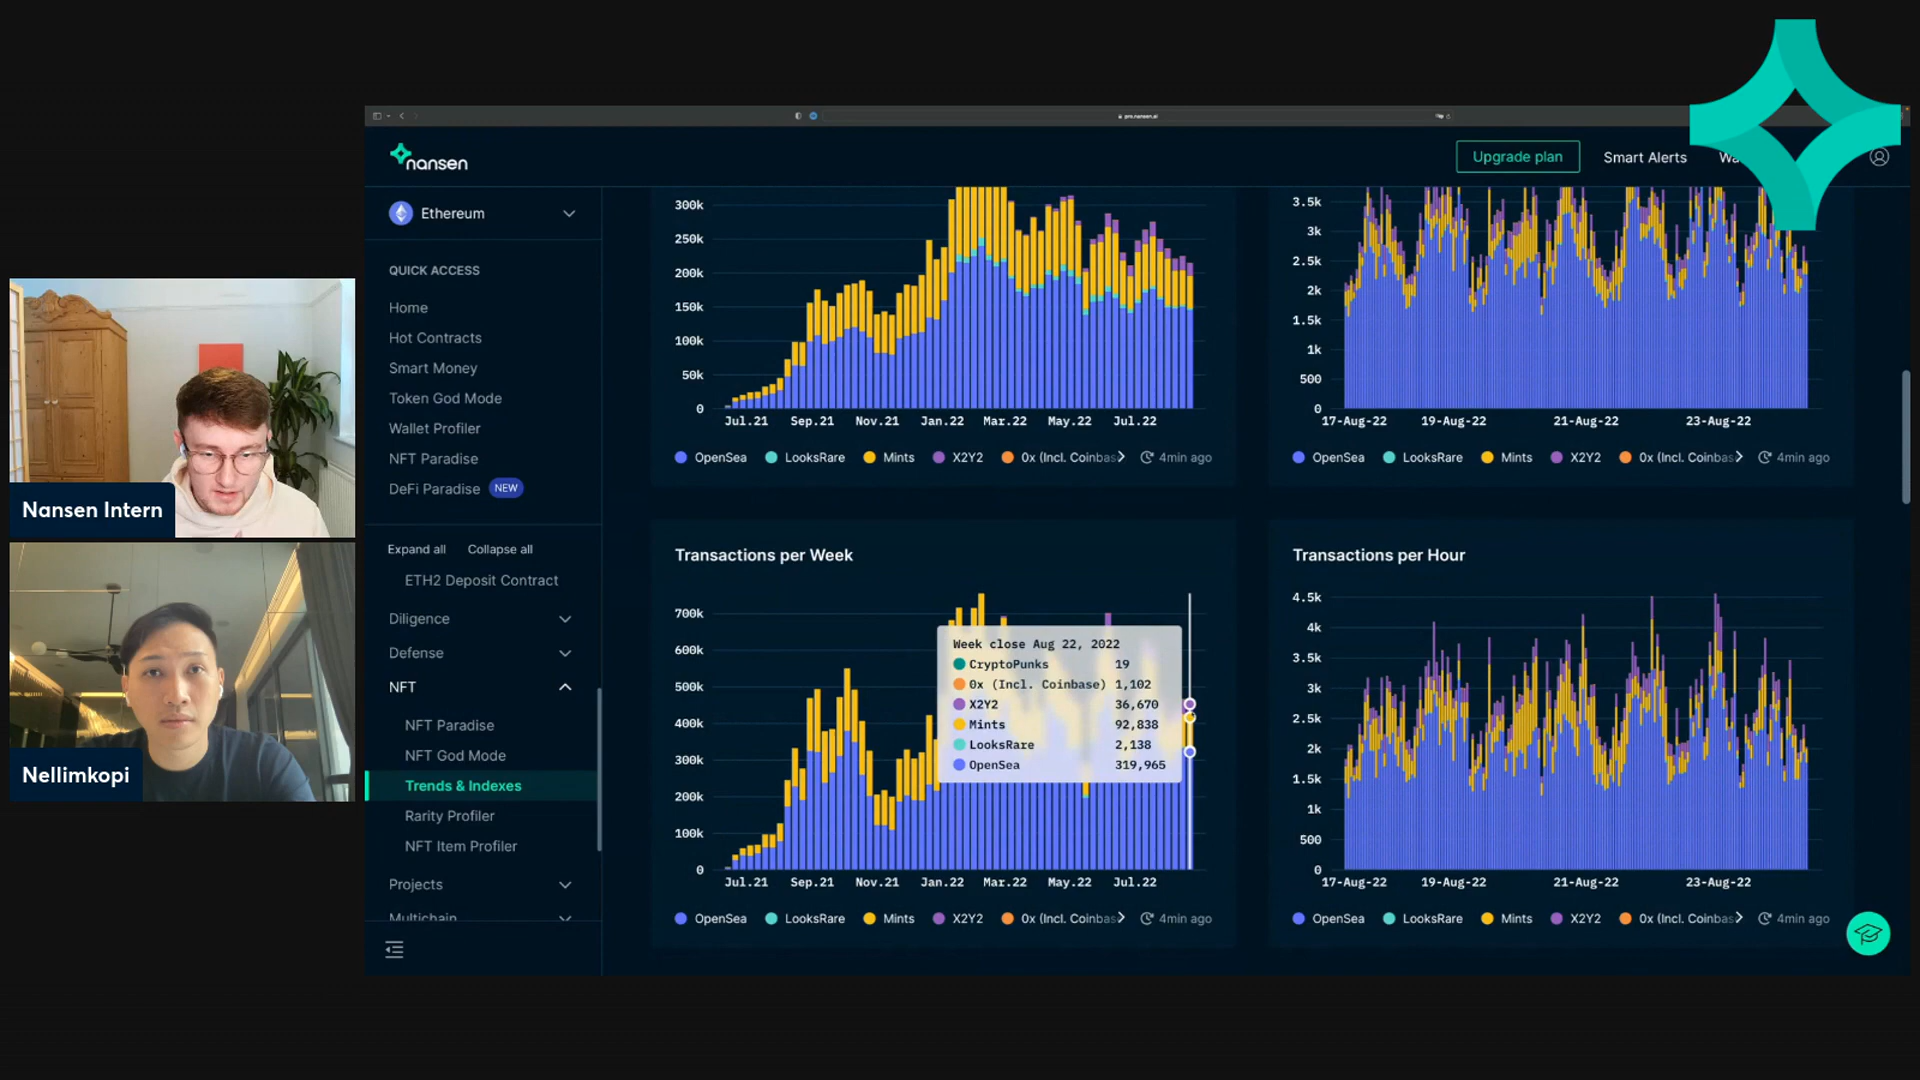 pro.nansen.ai
nansen
Upgrade plan
Smart Alerts
Wa
Ethereum
QUICK ACCESS
Home
Hot Contracts
Smart Money
Token God Mode
Wallet Profiler
NFT Paradise
DeFi Paradise NEW
Expand all Collapse all
ETH2 Deposit Contract
Diligence
Defense
NFT
NFT Paradise
NFT God Mode
Trends & Indexes
Rarity Profiler
NFT Item Profiler
Projects
Multichain
Nansen Intern
Nellimkopi
300k
250k
200k
150k
100k
50k
0
Jul.21 Sep.21 Nov.21 Jan.22 Mar.22 May.22 Jul.22
OpenSea LooksRare Mints X2Y2 0x (Incl. Coinbas 4min ago
3.5k
3k
2.5k
2k
1.5k
1k
500
0
17-Aug-22 19-Aug-22 21-Aug-22 23-Aug-22
OpenSea LooksRare Mints X2Y2 0x (Incl. Coinbas 4min ago
Transactions per Week
700k
600k
500k
400k
300k
200k
100k
0
Jul.21 Sep.21 Nov.21 Jan.22 Mar.22 May.22 Jul.22
Week close Aug 22, 2022
CryptoPunks 19
0x (Incl. Coinbase) 1,102
X2Y2 36,670
Mints 92,838
LooksRare 2,138
OpenSea 319,965
OpenSea LooksRare Mints X2Y2 0x (Incl. Coinbas 4min ago
Transactions per Hour
4.5k
4k
3.5k
3k
2.5k
2k
1.5k
1k
500
0
17-Aug-22 19-Aug-22 21-Aug-22 23-Aug-22
OpenSea LooksRare Mints X2Y2 0x (Incl. Coinbas 4min ago